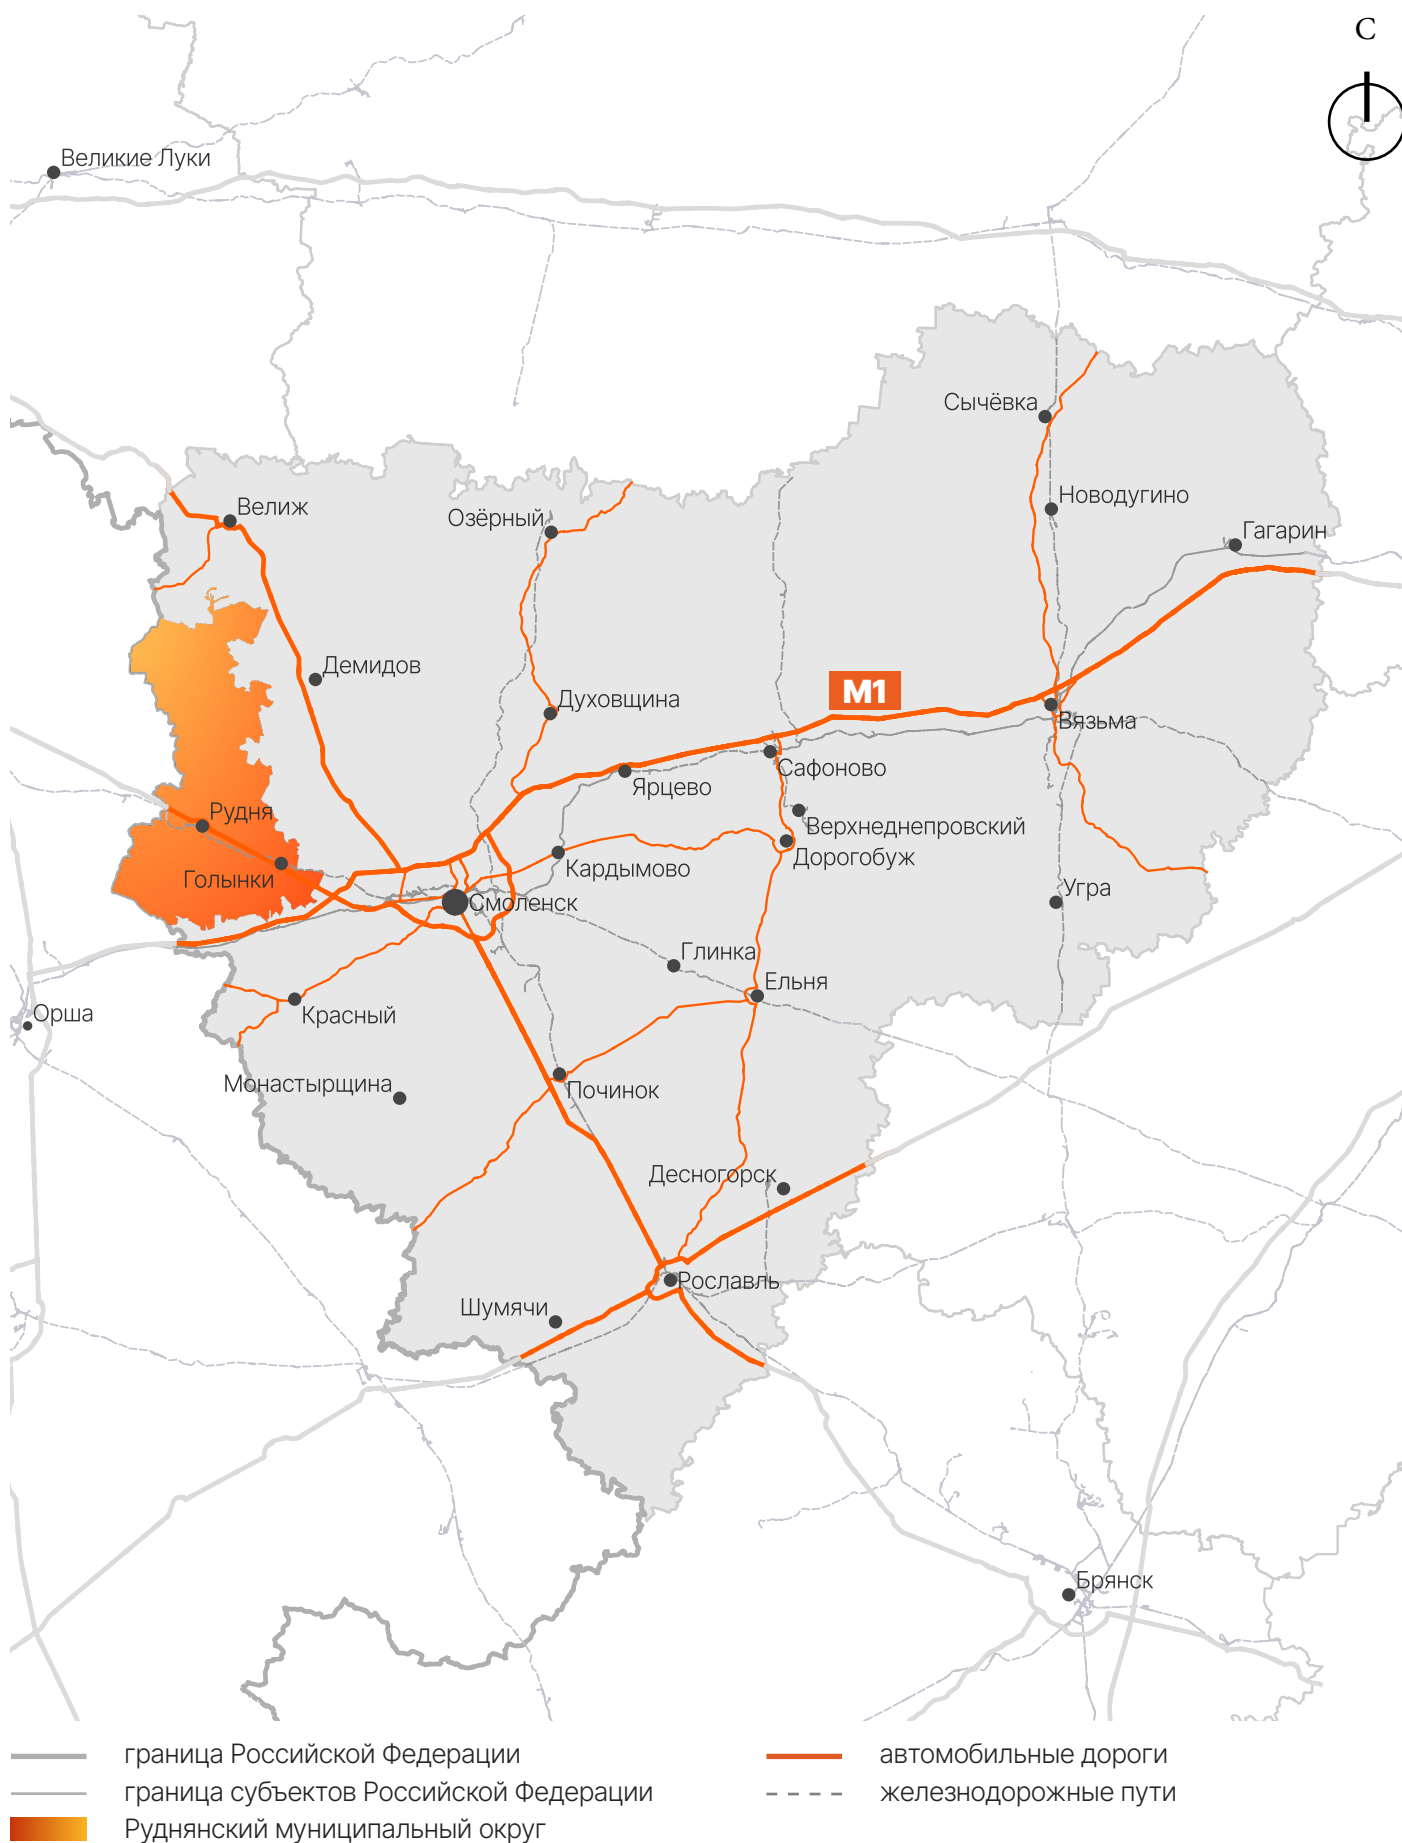 С
Великие Луки
Сычёвка
Новодугино
Велиж
Озёрный
Гагарин
Демидов
Духовщина
М1
Вязьма
Сафоново
Ярцево
Рудня
Верхнеднепровский
Дорогобуж
Кардымово
Голынки
Угра
Смоленск
Глинка
Ельня
Орша
Красный
Монастырщина
Починок
Десногорск
Рославль
Шумячи
Брянск
граница Российской Федерации
автомобильные дороги
граница субъектов Российской Федерации
железнодорожные пути
Руднянский муниципальный округ